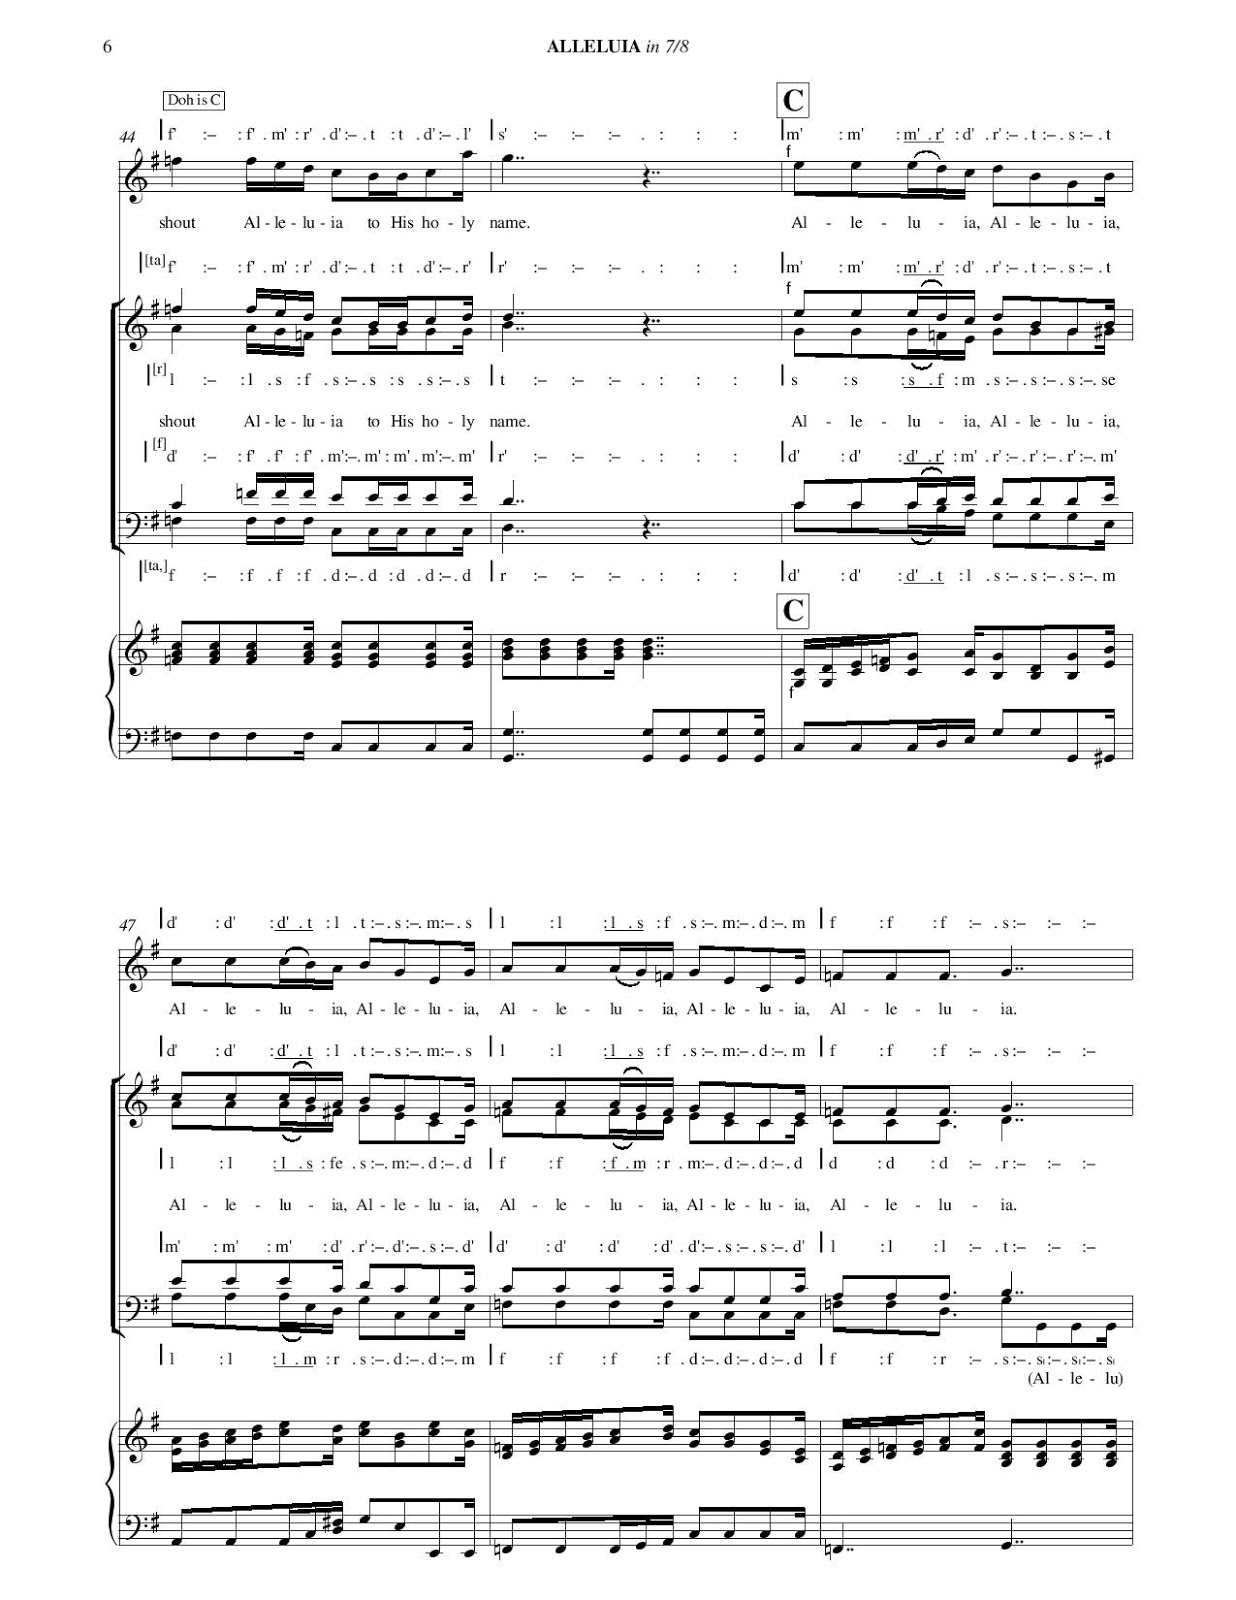 6
ALLELUIA in 7/8
Doh is C
C
44
f' :– : f' . m' : r' . d' :– . t : t . d' :– . l' s' :– :– :– . : : : m' : m' : m' . r' : d' . r' :– . t :– . s :– . t
f
shout Al - le - lu - ia to His ho - ly name. Al - le - lu - ia, Al - le - lu - ia,
[ta] f' :– : f' . m' : r' . d' :– . t : t . d' :– . r' r' :– :– :– . : : : m' : m' : m' . r' : d' . r' :– . t :– . s :– . t
f
[r] l :– : l . s : f . s :– . s : s . s :– . s t :– :– :– . : : : s : s : s . f : m . s :– . s :– . s :– . se
shout Al - le - lu - ia to His ho - ly name. Al - le - lu - ia, Al - le - lu - ia,
[f] d' :– : f' . f' : f' . m' :– . m' : m' . m' :– . m' r' :– :– :– . : : : d' : d' : d' . r' : m' . r' :– . r' :– . r' :– . m'
[ta,] f :– : f . f : f . d :– . d : d . d :– . d r :– :– :– . : : : d' : d' : d' . t : l . s :– . s :– . s :– . m
C
f
47
d' : d' : d' . t : l . t :– . s :– . m :– . s l : l : l . s : f . s :– . m :– . d :– . m f : f : f :– . s :– :– :–
Al - le - lu - ia, Al - le - lu - ia, Al - le - lu - ia, Al - le - lu - ia, Al - le - lu - ia.
d' : d' : d' . t : l . t :– . s :– . m :– . s l : l : l . s : f . s :– . m :– . d :– . m f : f : f :– . s :– :– :–
l : l : l . s : fe . s :– . m :– . d :– . d f : f : f . m : r . m :– . d :– . d :– . d d : d : d :– . r :– :– :–
Al - le - lu - ia, Al - le - lu - ia, Al - le - lu - ia, Al - le - lu - ia, Al - le - lu - ia.
m' : m' : m' : d' . r' :– . d' :– . s :– . d' d' : d' : d' : d' . d' :– . s :– . s :– . d' l : l : l :– . t :– :– :–
l : l : l . m : r . s :– . d :– . d :– . m f : f : f : f . d :– . d :– . d :– . d f : f : r :– . s :– . s, :– . s, :– . s,
(Al - le - lu)